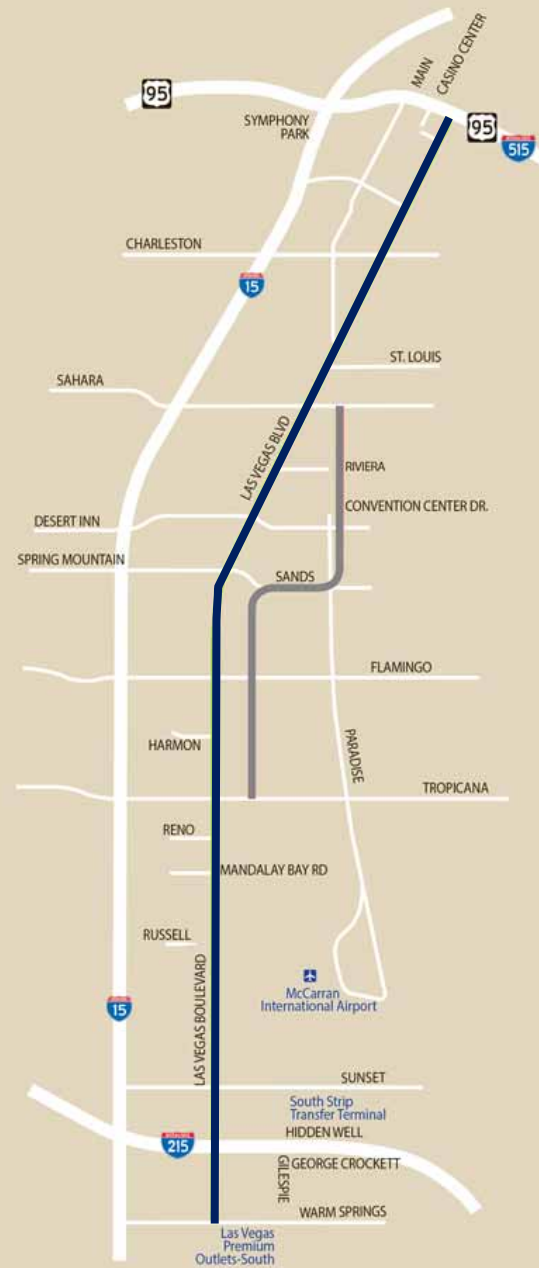 MAIN
CASINO CENTER
95
SYMPHONY
PARK
95
515
CHARLESTON
15
ST. LOUIS
SAHARA
LAS VEGAS BLVD
RIVIERA
CONVENTION CENTER DR.
DESERT INN
SPRING MOUNTAIN
SANDS
FLAMINGO
HARMON
PARADISE
TROPICANA
RENO
MANDALAY BAY RD
RUSSELL
LAS VEGAS BOULEVARD
McCarran
International Airport
15
SUNSET
South Strip
Transfer Terminal
HIDDEN WELL
215
GILESPIE
GEORGE CROCKETT
WARM SPRINGS
Las Vegas
Premium
Outlets-South